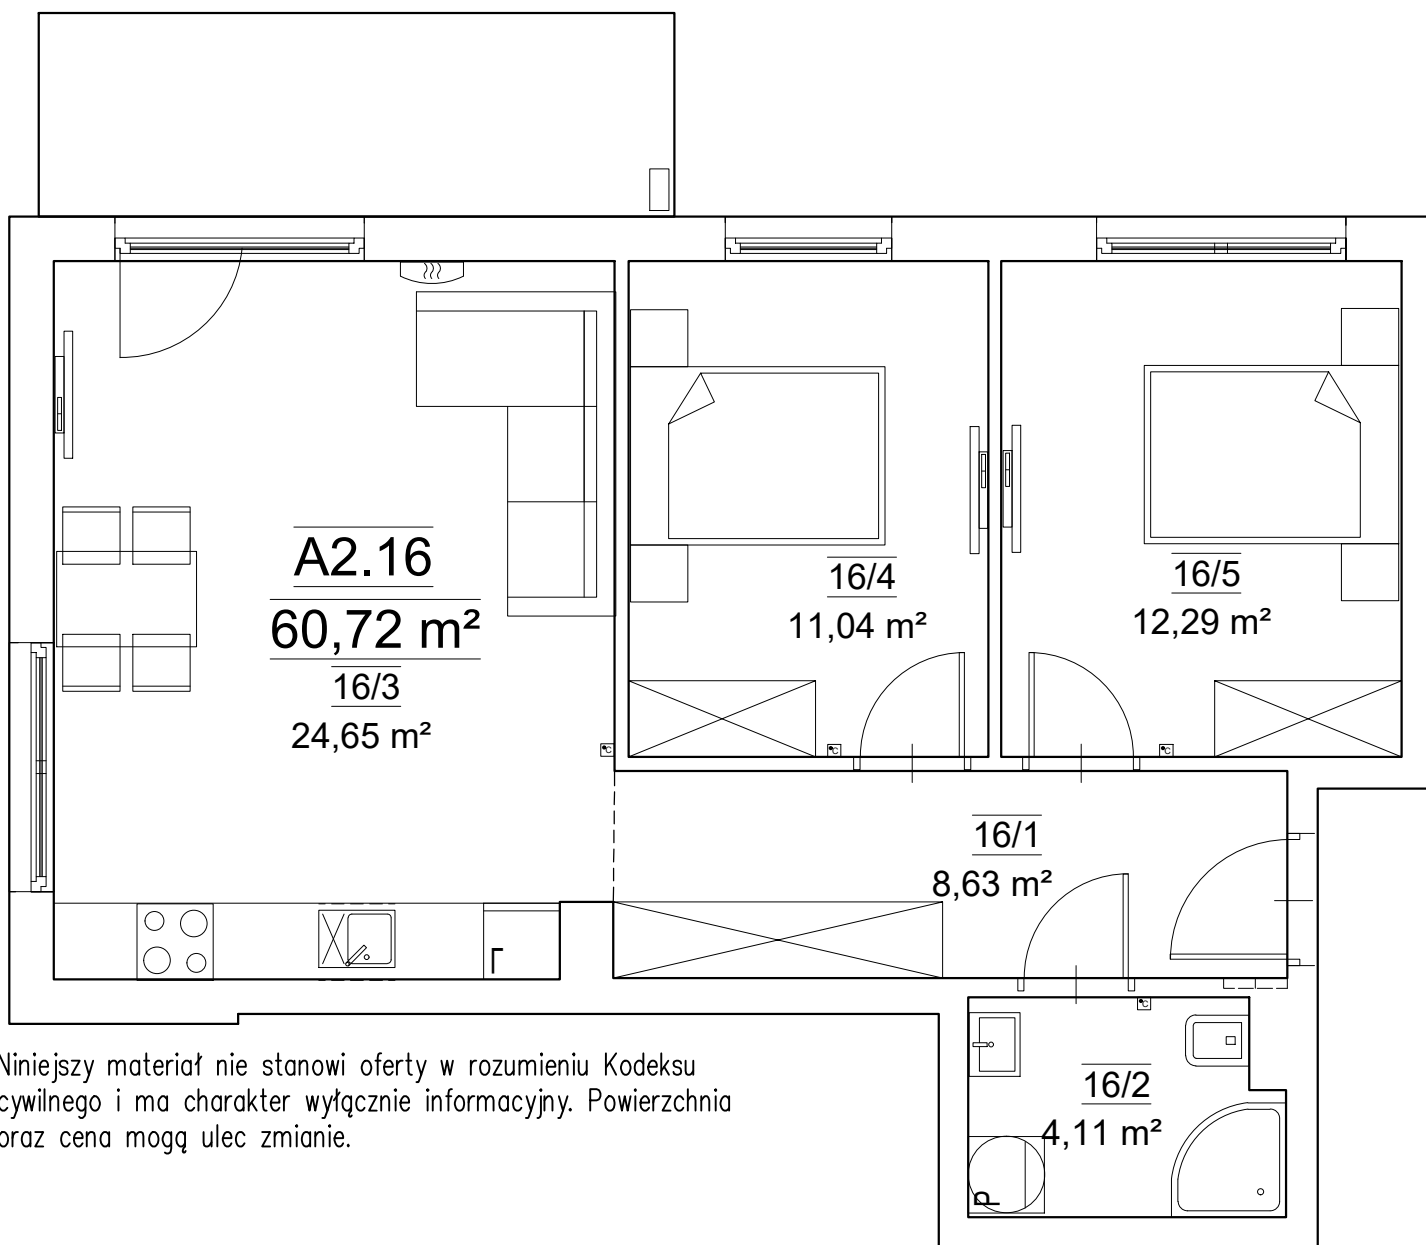 A2.16
60,72 m²
16/3
24,65 m²
16/4
11,04 m²
16/5
12,29 m²
°C
°C
°C
16/1
8,63 m²
°C
16/2
4,11 m²
P
Niniejszy materiał nie stanowi oferty w rozumieniu Kodeksu
cywilnego i ma charakter wyłącznie informacyjny. Powierzchnia
oraz cena mogą ulec zmianie.